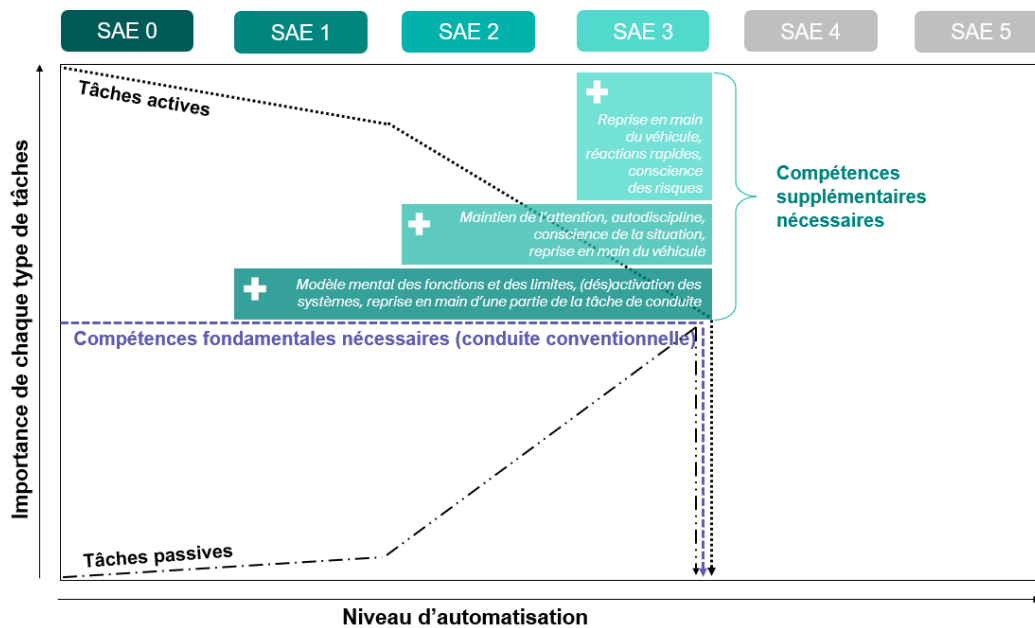 SAE 0
SAE 1
SAE 2
SAE 3
SAE 4
SAE 5
Importance de chaque type de tâches
Tâches actives
Reprise en main
du véhicule,
réactions rapides,
conscience
des risques
Compétences
supplémentaires
nécessaires
Maintien de l'attention, autodiscipline,
conscience de la situation,
reprise en main du véhicule
Modèle mental des fonctions et des limites, (dés)activation des
systèmes, reprise en main d'une partie de la tâche de conduite
Compétences fondamentales nécessaires (conduite conventionnelle)
Tâches passives
Niveau d'automatisation